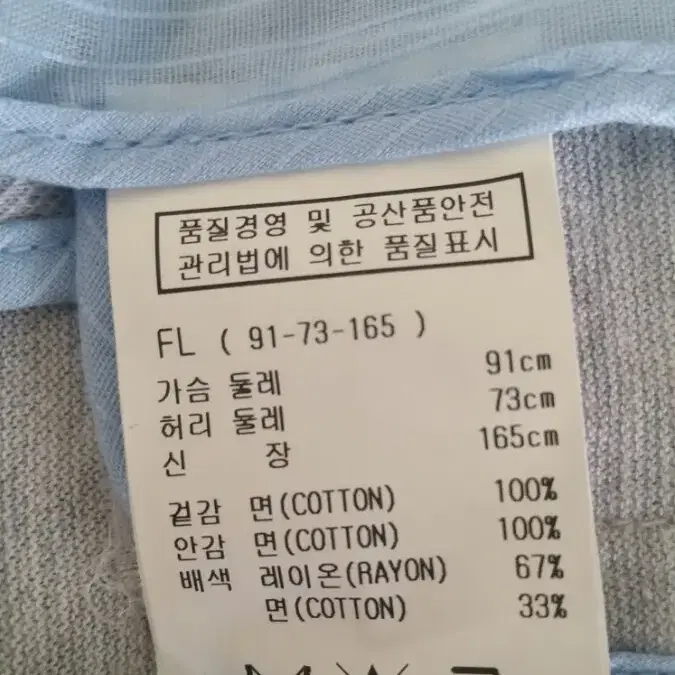 품질경영 및 공산품안전
관리법에 의한 품질표시
FL ( 91-73-165 )
가슴 둘레 91cm
허리 둘레 73cm
신 장 165cm
겉감 면(COTTON) 100%
안감 면(COTTON) 100%
배색 레이온(RAYON) 67%
면(COTTON) 33%